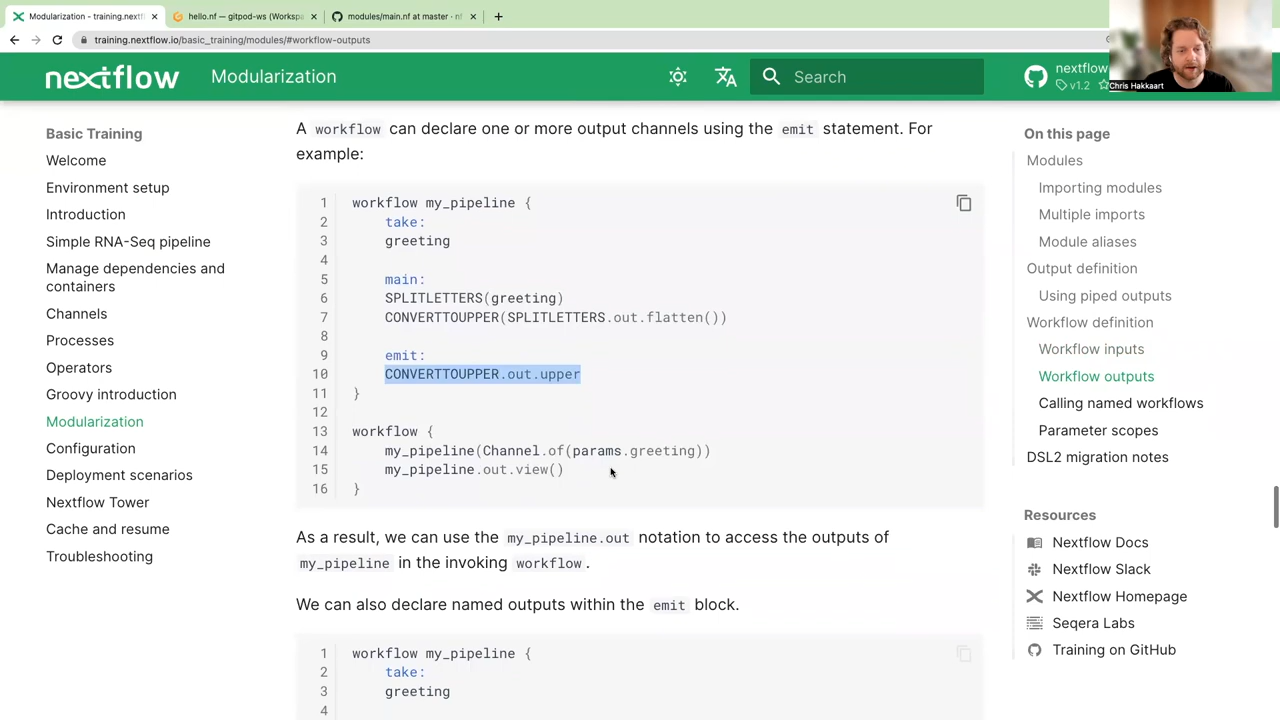 Modularization - training.nextf
hello.nf - gitpod-ws (Worksp
modules/main.nf at master · nf
training.nextflow.io/basic_training/modules/#workflow-outputs
nextflow
Modularization
Search
nextflow
v1.2
Chris Hakkaart
Basic Training
Welcome
Environment setup
Introduction
Simple RNA-Seq pipeline
Manage dependencies and
containers
Channels
Processes
Operators
Groovy introduction
Modularization
Configuration
Deployment scenarios
Nextflow Tower
Cache and resume
Troubleshooting
A workflow can declare one or more output channels using the emit statement. For
example:
1 workflow my_pipeline {
2 take:
3 greeting
4
5 main:
6 SPLITLETTERS(greeting)
7 CONVERTTOUPPER(SPLITLETTERS.out.flatten())
8
9 emit:
10 CONVERTTOUPPER.out.upper
11 }
12
13 workflow {
14 my_pipeline(Channel.of(params.greeting))
15 my_pipeline.out.view()
16 }
As a result, we can use the my_pipeline.out notation to access the outputs of
my_pipeline in the invoking workflow.
We can also declare named outputs within the emit block.
1 workflow my_pipeline {
2 take:
3 greeting
4
On this page
Modules
Importing modules
Multiple imports
Module aliases
Output definition
Using piped outputs
Workflow definition
Workflow inputs
Workflow outputs
Calling named workflows
Parameter scopes
DSL2 migration notes
Resources
Nextflow Docs
Nextflow Slack
Nextflow Homepage
Seqera Labs
Training on GitHub